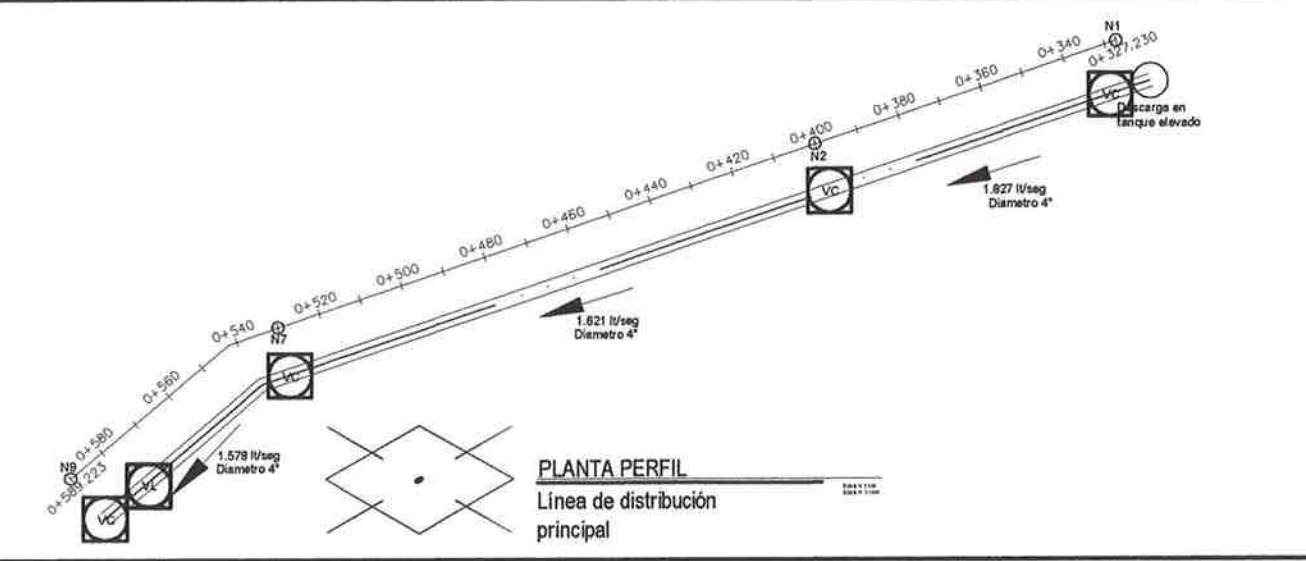 N1
0+327.230
0+340
0+360
0+380
0+400
N2
0+420
0+440
0+460
0+480
0+500
0+520
N7
0+540
0+560
0+580
N9
0+589.223
VC
Descarga en
tanque elevado
1.827 lt/seg
Diametro 4"
VC
1.621 lt/seg
Diametro 4"
VC
1.578 lt/seg
Diametro 4"
VC
PLANTA PERFIL
Línea de distribución
principal